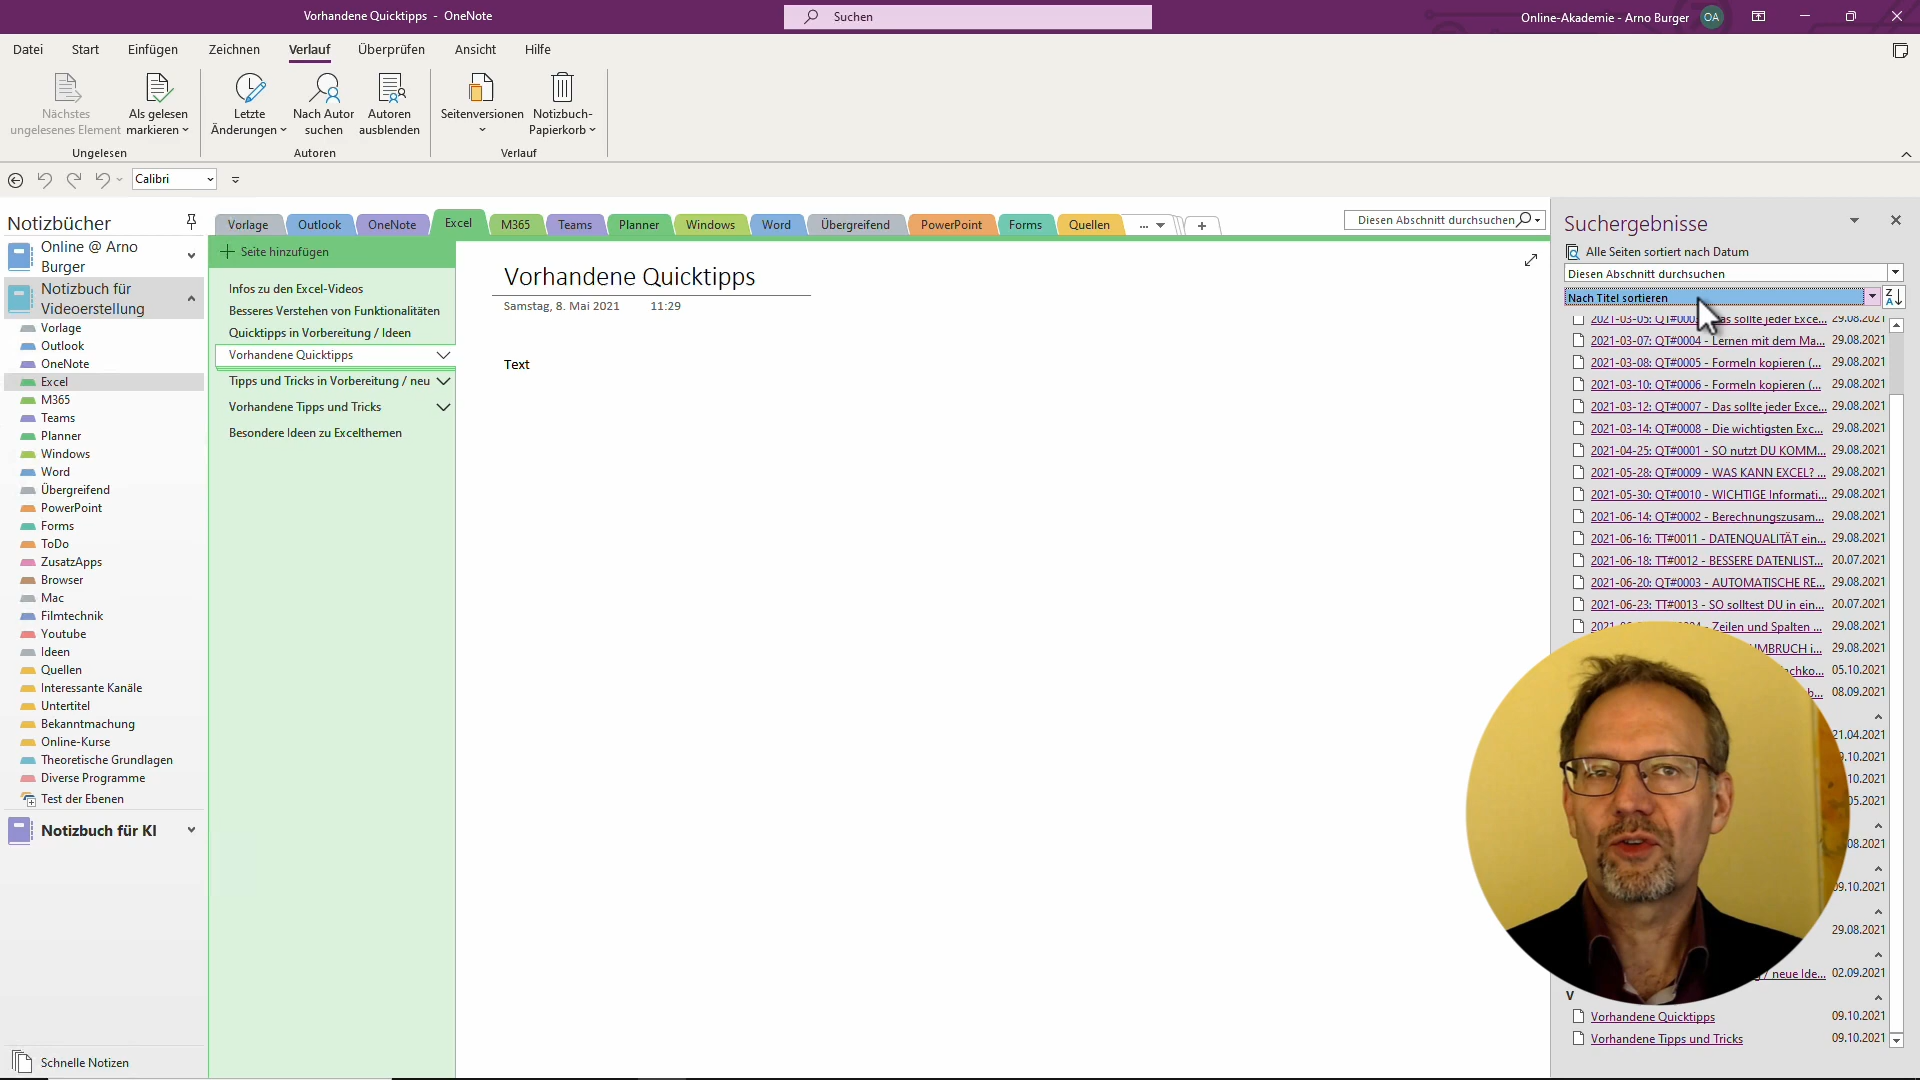 Vorhandene Quicktipps - OneNote
Suchen
Online-Akademie - Arno Burger
OA
Datei
Start
Einfügen
Zeichnen
Verlauf
Überprüfen
Ansicht
Hilfe
Nächstes
ungelesenes Element
Als gelesen
markieren
Letzte
Änderungen
Nach Autor
suchen
Autoren
ausblenden
Seitenversionen
Notizbuch-
Papierkorb
Ungelesen
Autoren
Verlauf
Calibri
Notizbücher
Online @ Arno
Burger
Notizbuch für
Videoerstellung
Vorlage
Outlook
OneNote
Excel
M365
Teams
Planner
Windows
Word
Übergreifend
PowerPoint
Forms
ToDo
ZusatzApps
Browser
Mac
Filmtechnik
Youtube
Ideen
Quellen
Interessante Kanäle
Untertitel
Bekanntmachung
Online-Kurse
Theoretische Grundlagen
Diverse Programme
Test der Ebenen
Notizbuch für KI
Schnelle Notizen
Vorlage
Outlook
OneNote
Excel
M365
Teams
Planner
Windows
Word
Übergreifend
PowerPoint
Forms
Quellen
...
Diesen Abschnitt durchsuchen
Seite hinzufügen
Infos zu den Excel-Videos
Besseres Verstehen von Funktionalitäten
Quicktipps in Vorbereitung / Ideen
Vorhandene Quicktipps
Tipps und Tricks in Vorbereitung / neu
Vorhandene Tipps und Tricks
Besondere Ideen zu Excelthemen
Vorhandene Quicktipps
Samstag, 8. Mai 2021 11:29
Text
Suchergebnisse
Alle Seiten sortiert nach Datum
Diesen Abschnitt durchsuchen
Nach Titel sortieren
2021-03-05: QT#0003 das sollte jeder Exce... 29.08.2021
2021-03-07: QT#0004 - Lernen mit dem Ma... 29.08.2021
2021-03-08: QT#0005 - Formeln kopieren (... 29.08.2021
2021-03-10: QT#0006 - Formeln kopieren (... 29.08.2021
2021-03-12: QT#0007 - Das sollte jeder Exce... 29.08.2021
2021-03-14: QT#0008 - Die wichtigsten Exc... 29.08.2021
2021-04-25: QT#0001 - SO nutzt DU KOMM... 29.08.2021
2021-05-28: QT#0009 - WAS KANN EXCEL? ... 29.08.2021
2021-05-30: QT#0010 - WICHTIGE Informati... 29.08.2021
2021-06-14: QT#0002 - Berechnungszusam... 29.08.2021
2021-06-16: TT#0011 - DATENQUALITÄT ein... 29.08.2021
2021-06-18: TT#0012 - BESSERE DATENLIST... 20.07.2021
2021-06-20: QT#0003 - AUTOMATISCHE RE... 29.08.2021
2021-06-23: TT#0013 - SO solltest DU in ein... 20.07.2021
- Zeilen und Spalten ... 29.08.2021
29.08.2021
05.10.2021
08.09.2021
21.04.2021
29.08.2021
/ neue Ide... 02.09.2021
V
Vorhandene Quicktipps 09.10.2021
Vorhandene Tipps und Tricks 09.10.2021